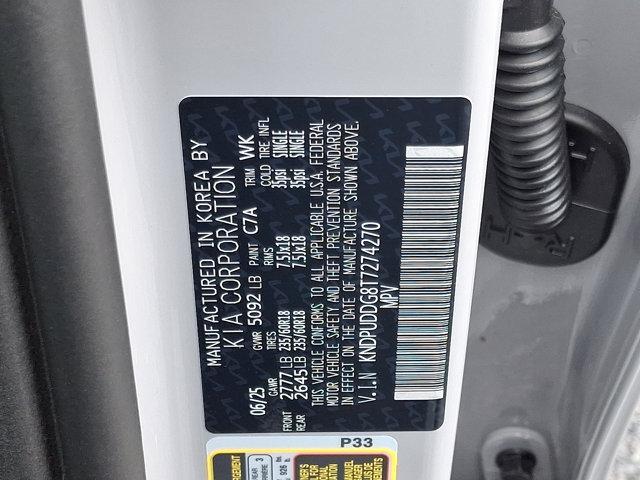 MANUFACTURED IN KOREA BY
KIA CORPORATION
06/25 GVWR 5092 LB PAINT C7A TRIM WK
GAWR TIRES RIMS COLD TIRE INFL
FRONT 2777 LB 235/60R18 7.5Jx18 35psi SINGLE
REAR 2645 LB 235/60R18 7.5Jx18 35psi SINGLE
THIS VEHICLE CONFORMS TO ALL APPLICABLE U.S.A. FEDERAL
MOTOR VEHICLE SAFETY AND THEFT PREVENTION STANDARDS
IN EFFECT ON THE DATE OF MANUFACTURE SHOWN ABOVE.
V.I.N KNDPUDDG8T7274270
MPV
P33
REAR 3
926